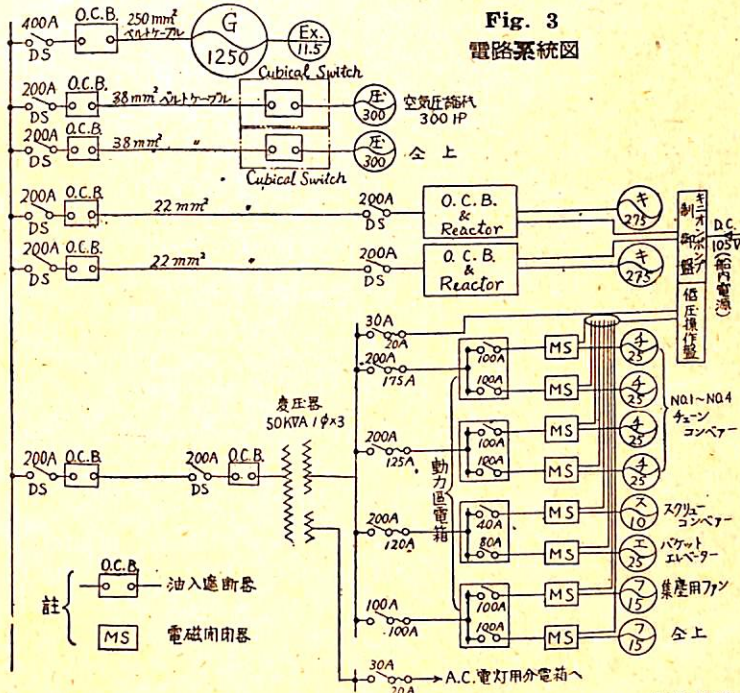 Fig. 3
電路系統図
400A
DS
O.C.B.
250mm²
ベルトケーブル
G
1250
Ex.
11.5
Cubical Switch
200A
DS
O.C.B.
38mm² ベルトケーブル
圧
300
空気圧縮機
300 HP
200A
DS
O.C.B.
38mm² 〃
圧
300
仝上
Cubical Switch
200A
DS
O.C.B.
22mm²
200A
DS
O.C.B.
&
Reactor
キ
275
200A
DS
O.C.B.
22mm²
200A
DS
O.C.B.
&
Reactor
キ
275
キニオンポンプ
制御盤
D.C.
105V
(船内電源)
低圧操作盤
30A
20A
200A
175A
100A
MS
チ
25
100A
MS
チ
25
200A
125A
100A
MS
チ
25
100A
MS
チ
25
NO.1~NO.4
チェーン
コンベアー
変圧器
50KVA 1φ×3
200A
DS
O.C.B.
200A
DS
O.C.B.
動力區電箱
200A
120A
40A
MS
ス
10
スクリュー
コンベアー
80A
MS
エ
25
バケット
エレベーター
100A
100A
100A
MS
フ
15
集塵用ファン
100A
MS
フ
15
仝上
30A
20A
A.C.電灯用分電箱へ
註
O.C.B.
油入遮断器
MS
電磁開閉器